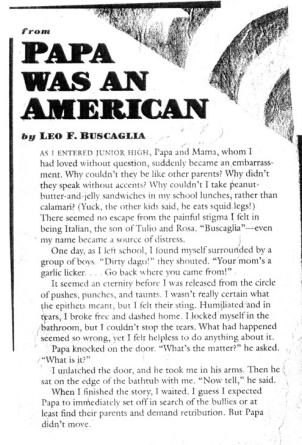 from
PAPA
WAS AN
AMERICAN
by LEO F. BUSCAGLIA
AS I ENTERED JUNIOR HIGH, Papa and Mama, whom I
had loved without question, suddenly became an embarrass-
ment. Why couldn't they be like other parents? Why didn't
they speak without accents? Why couldn't I take peanut-
butter-and-jelly sandwiches in my school lunches, rather than
calamari? (Yuck, the other kids said, he eats squid legs!)
There seemed no escape from the painful stigma I felt in
being Italian, the son of Tulio and Rosa. "Buscaglia"—even
my name became a source of distress.
One day, as I left school, I found myself surrounded by a
group of boys. "Dirty dago!" they shouted. "Your mom's a
garlic licker. . . . Go back where you came from!"
It seemed an eternity before I was released from the circle
of pushes, punches, and taunts. I wasn't really certain what
the epithets meant, but I felt their sting. Humiliated and in
tears, I broke free and dashed home. I locked myself in the
bathroom, but I couldn't stop the tears. What had happened
seemed so wrong, yet I felt helpless to do anything about it.
Papa knocked on the door. "What's the matter?" he asked.
"What is it?"
I unlatched the door, and he took me in his arms. Then he
sat on the edge of the bathtub with me. "Now tell," he said.
When I finished the story, I waited. I guess I expected
Papa to immediately set off in search of the bullies or at
least find their parents and demand retribution. But Papa
didn't move.